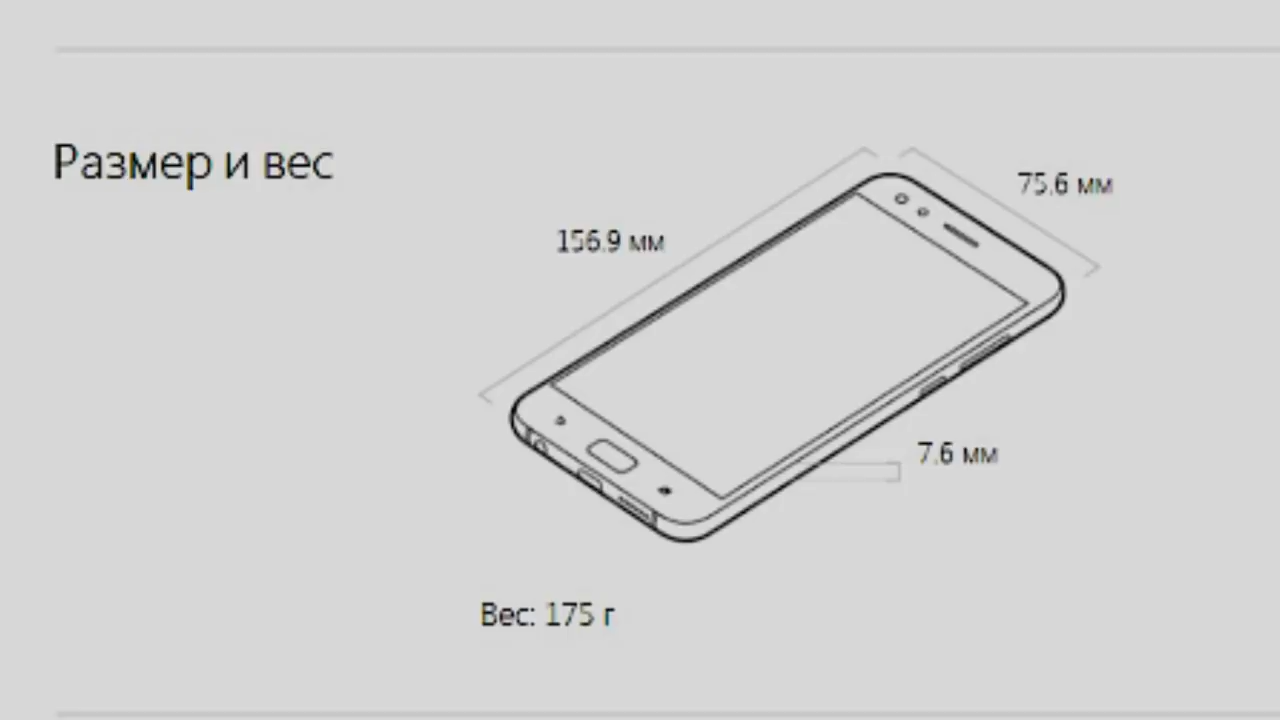 Размер и вес
75.6 мм
156.9 мм
7.6 мм
Вес: 175 г